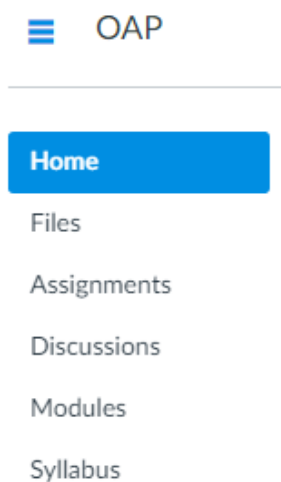 OAP
Home
Files
Assignments
Discussions
Modules
Syllabus